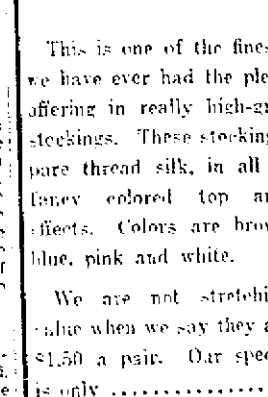 This is one of the fines
we have ever had the ple
offering in really high-gr
stockings. These stocking
pure thread silk, in all
fancy colored top an
effects. Colors are brow
blue, pink and white.
We are not stretchi
value when we say they a
$1.50 a pair. Our spec
is only ..............